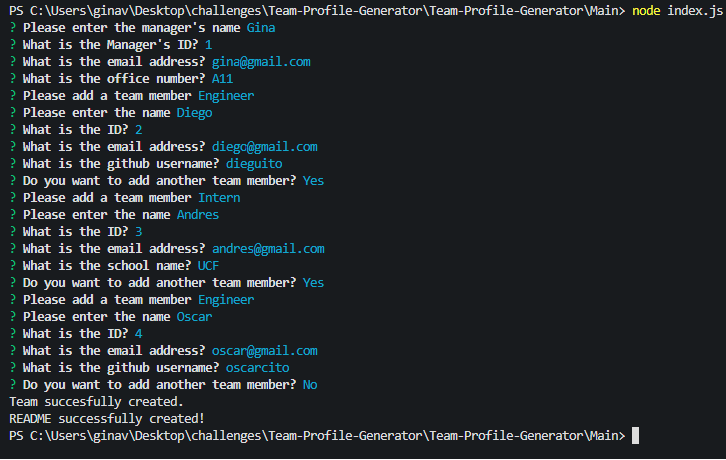 PS C:\Users\ginav\Desktop\challenges\Team-Profile-Generator\Team-Profile-Generator\Main> node index.js
? Please enter the manager's name Gina
? What is the Manager's ID? 1
? What is the email address? gina@gmail.com
? What is the office number? A11
? Please add a team member Engineer
? Please enter the name Diego
? What is the ID? 2
? What is the email address? diego@gmail.com
? What is the github username? dieguito
? Do you want to add another team member? Yes
? Please add a team member Intern
? Please enter the name Andres
? What is the ID? 3
? What is the email address? andres@gmail.com
? What is the school name? UCF
? Do you want to add another team member? Yes
? Please add a team member Engineer
? Please enter the name Oscar
? What is the ID? 4
? What is the email address? oscar@gmail.com
? What is the github username? oscarcito
? Do you want to add another team member? No
Team succesfully created.
README successfully created!
PS C:\Users\ginav\Desktop\challenges\Team-Profile-Generator\Team-Profile-Generator\Main>